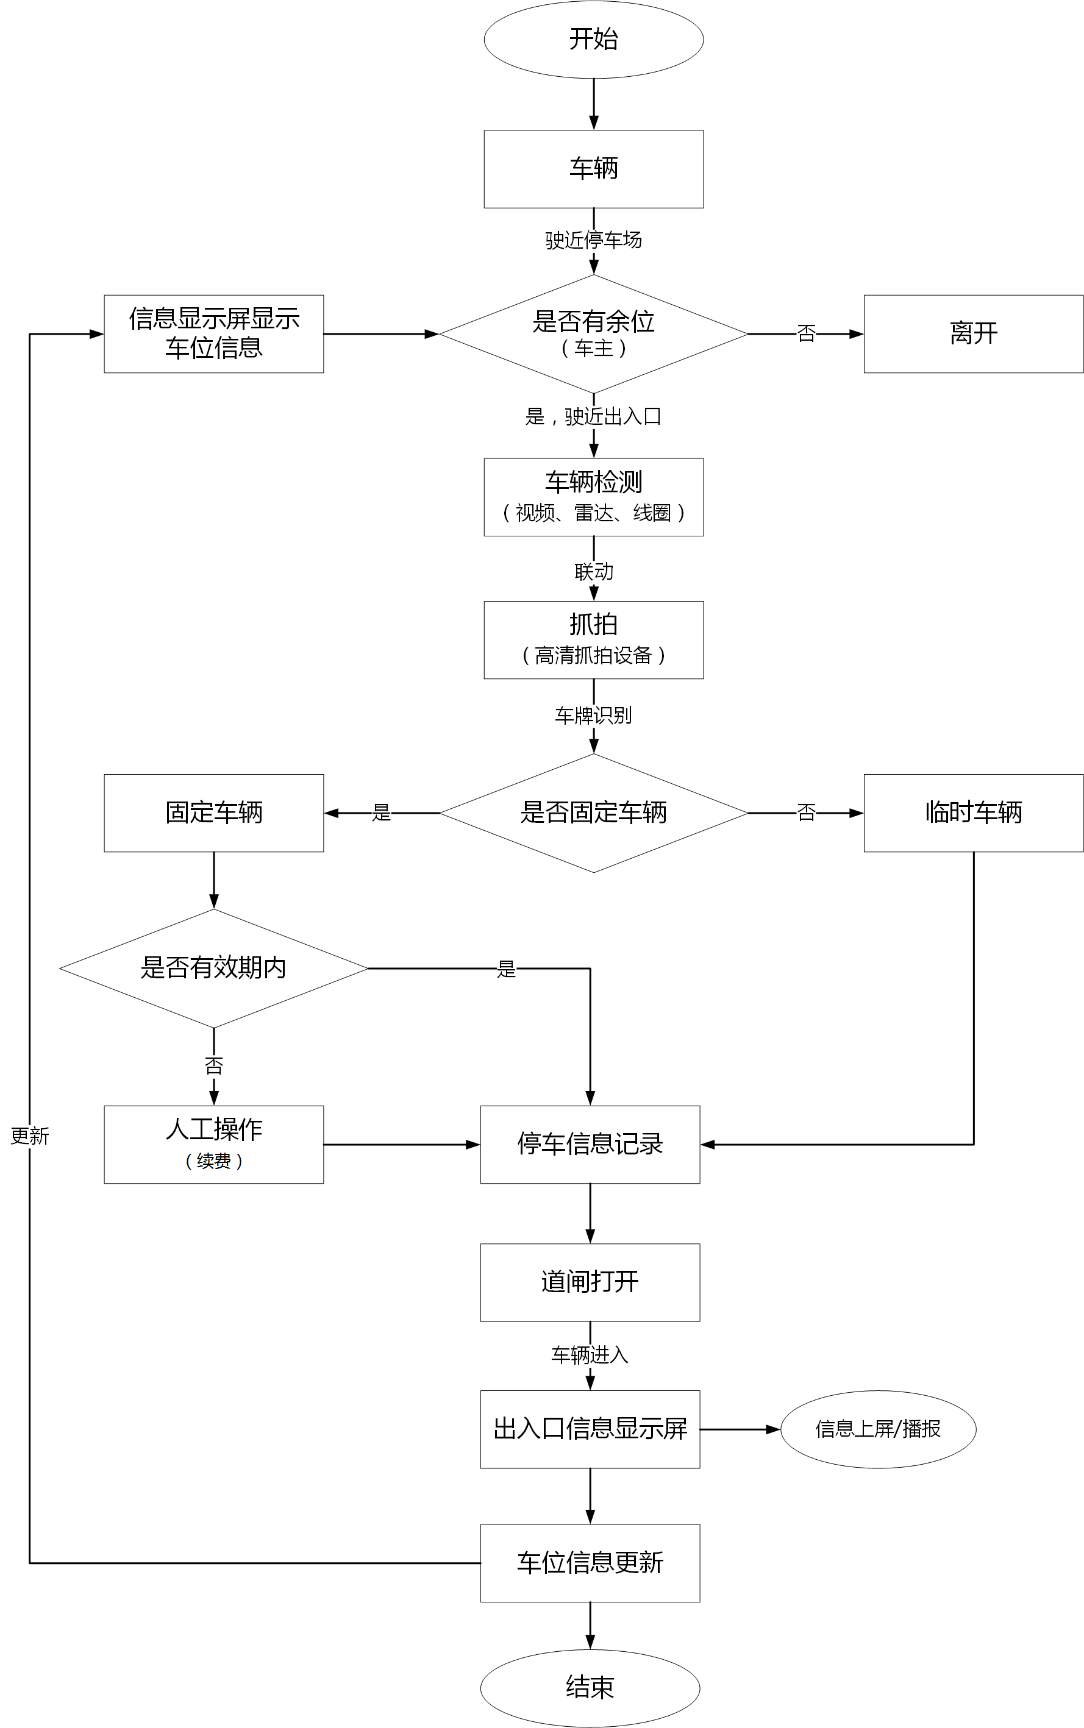 开始
车辆
驶近停车场
信息显示屏显示
车位信息
是否有余位
（车主）
否
离开
是，驶近出入口
车辆检测
（视频、雷达、线圈）
联动
抓拍
（高清抓拍设备）
车牌识别
固定车辆
是
是否固定车辆
否
临时车辆
是否有效期内
是
否
更新
人工操作
（续费）
停车信息记录
道闸打开
车辆进入
出入口信息显示屏
信息上屏/播报
车位信息更新
结束